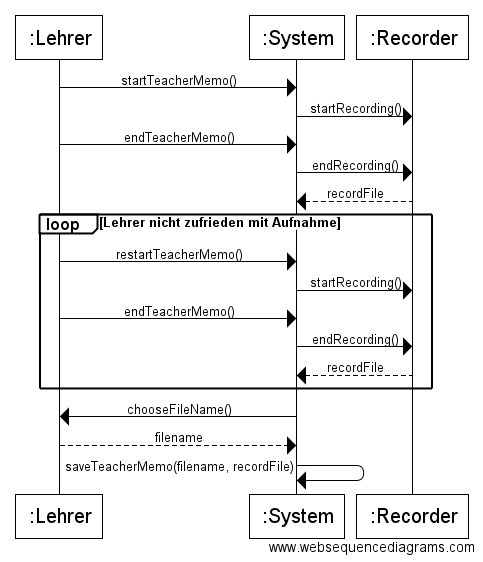 :Lehrer
:System
:Recorder
startTeacherMemo()
startRecording()
endTeacherMemo()
endRecording()
recordFile
loop
[Lehrer nicht zufrieden mit Aufnahme]
restartTeacherMemo()
startRecording()
endTeacherMemo()
endRecording()
recordFile
chooseFileName()
filename
saveTeacherMemo(filename, recordFile)
:Lehrer
:System
:Recorder
www.websequencediagrams.com